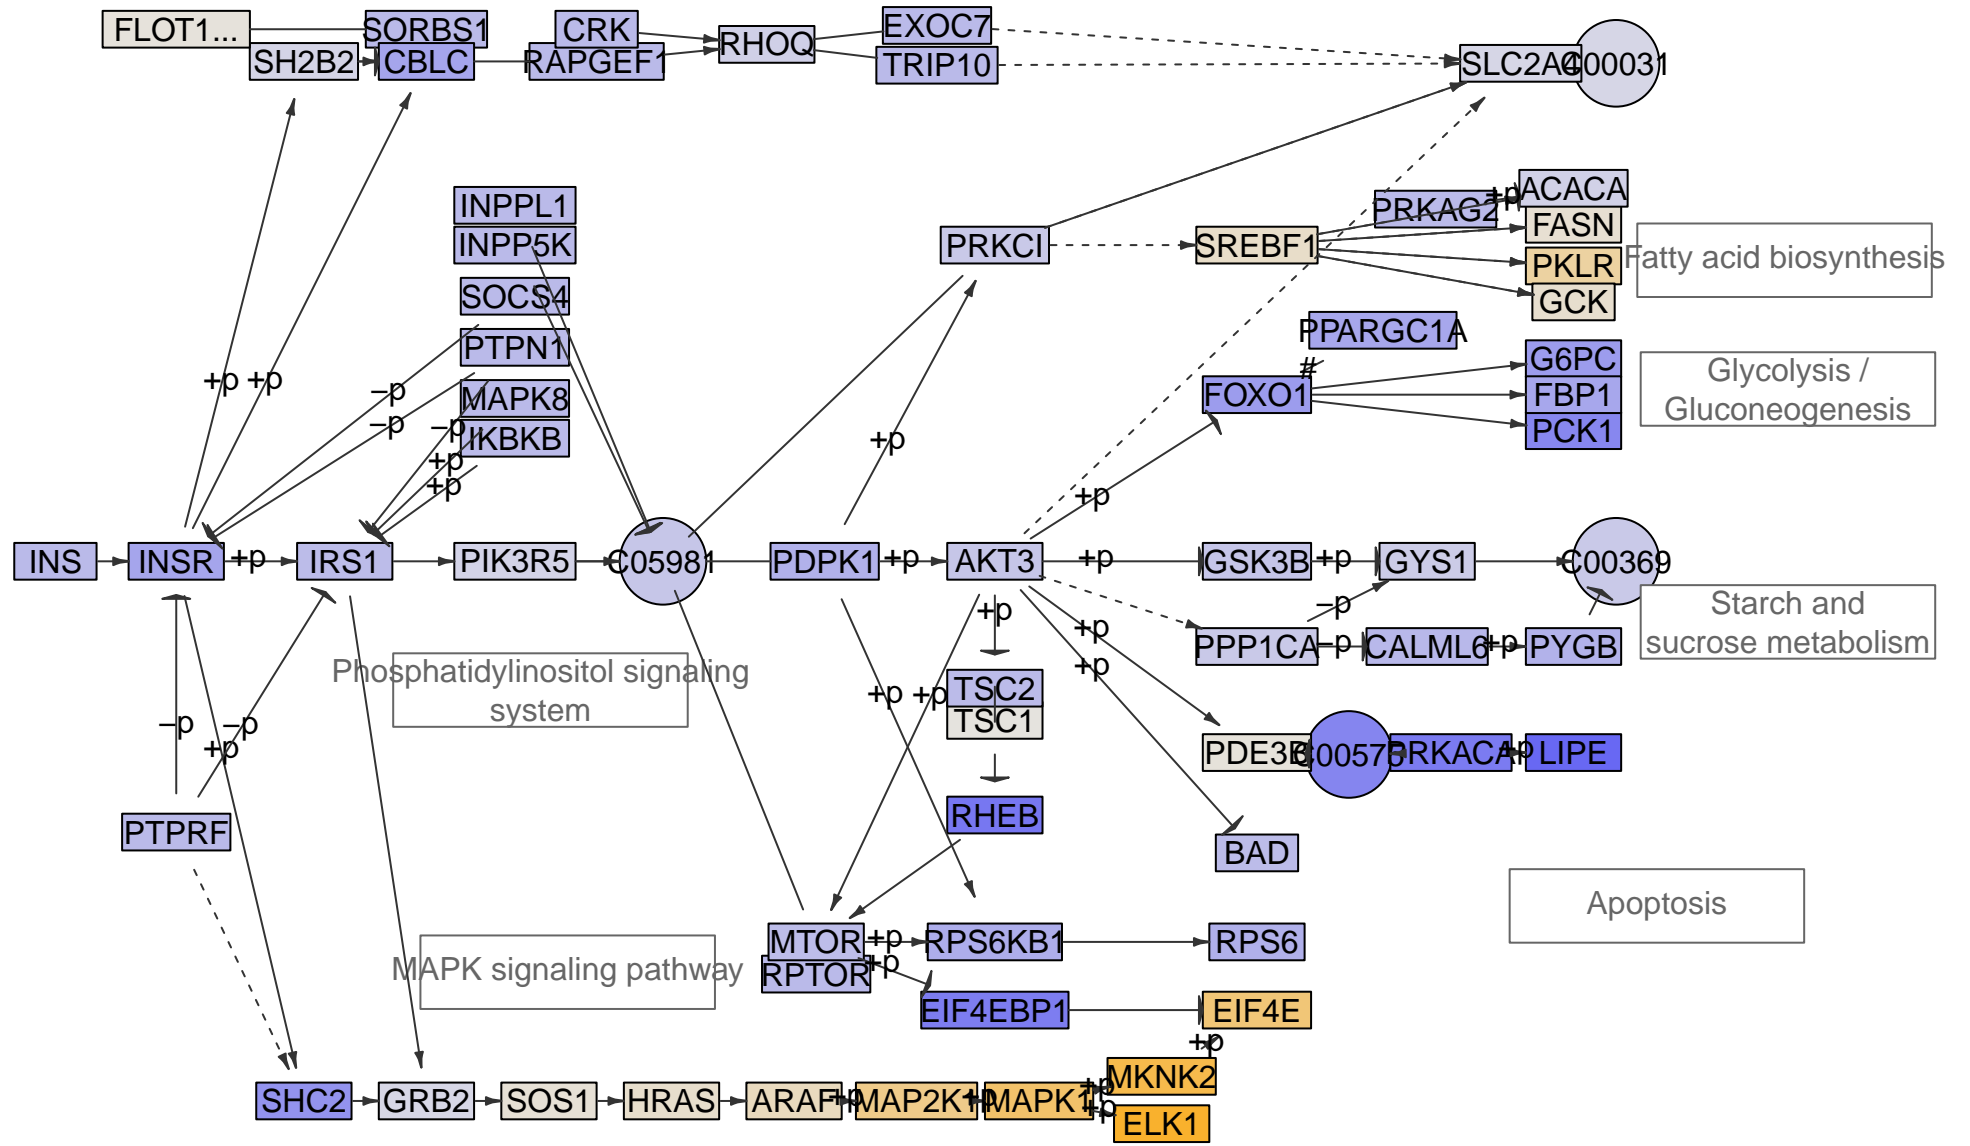 FLOT1...
SORBS1
CRK
EXOC7
SH2B2
CBLC
RAPGEF1
RHOQ
TRIP10
SLC2A4
C00031
INPPL1
INPP5K
SOCS4
PTPN1
MAPK8
IKBKB
PRKCI
SREBF1
PRKAG2
+p
ACACA
FASN
PKLR
GCK
Fatty acid biosynthesis
PPARGC1A
#
FOXO1
G6PC
FBP1
PCK1
Glycolysis /
Gluconeogenesis
+p
+p
−p
−p
−p
+p
+p
+p
+p
INS
INSR
+p
IRS1
PIK3R5
C05981
PDPK1
+p
AKT3
+p
GSK3B
+p
GYS1
C00369
+p
−p
+p
PPP1CA
−p
CALML6
+p
PYGB
Starch and
sucrose metabolism
Phosphatidylinositol signaling
system
+p
TSC2
TSC1
+p
+p
−p
+p
−p
PDE3B
C00575
PRKACA
+p
LIPE
PTPRF
RHEB
BAD
Apoptosis
MTOR
RPTOR
+p
+p
RPS6KB1
RPS6
MAPK signaling pathway
EIF4EBP1
EIF4E
+p
SHC2
GRB2
SOS1
HRAS
ARAF
+p
MAP2K1
+p
MAPK1
+p
+p
MKNK2
ELK1